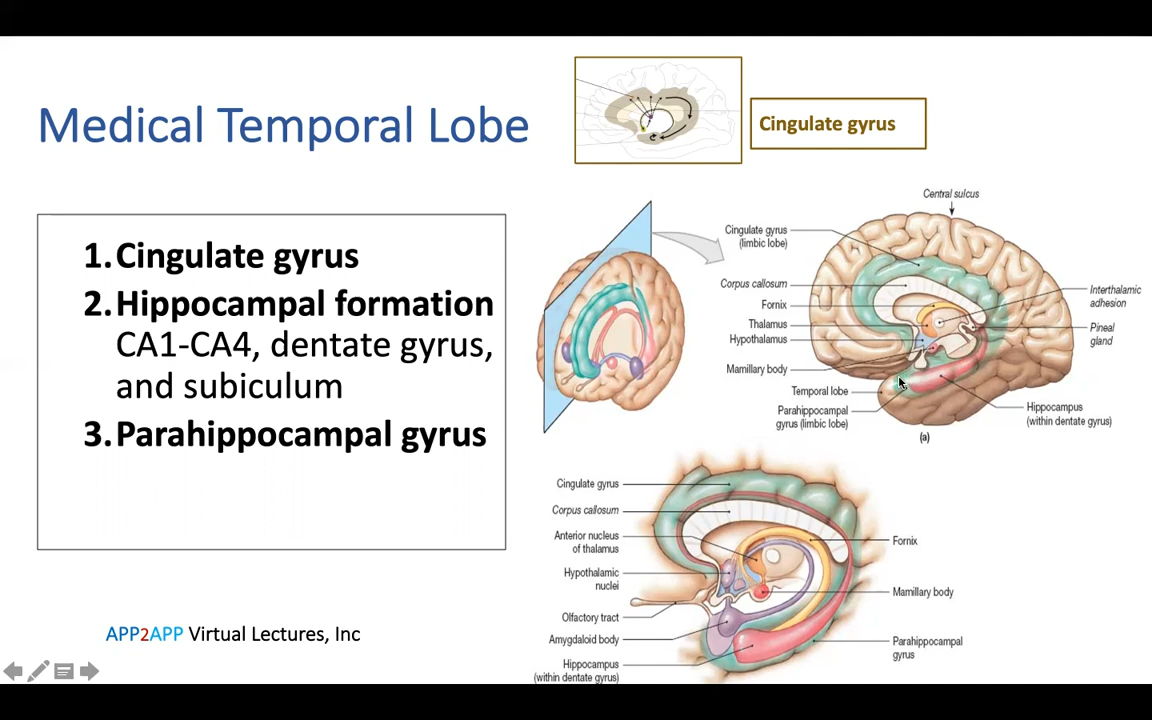 Medical Temporal Lobe
Cingulate gyrus
1. Cingulate gyrus
2. Hippocampal formation
CA1-CA4, dentate gyrus,
and subiculum
3. Parahippocampal gyrus
APP2APP Virtual Lectures, Inc
Central sulcus
Cingulate gyrus
(limbic lobe)
Corpus callosum
Fornix
Thalamus
Hypothalamus
Mamillary body
Temporal lobe
Parahippocampal
gyrus (limbic lobe)
Interthalamic
adhesion
Pineal
gland
Hippocampus
(within dentate gyrus)
(a)
Cingulate gyrus
Corpus callosum
Anterior nucleus
of thalamus
Hypothalamic
nuclei
Olfactory tract
Amygdaloid body
Hippocampus
(within dentate gyrus)
Fornix
Mamillary body
Parahippocampal
gyrus